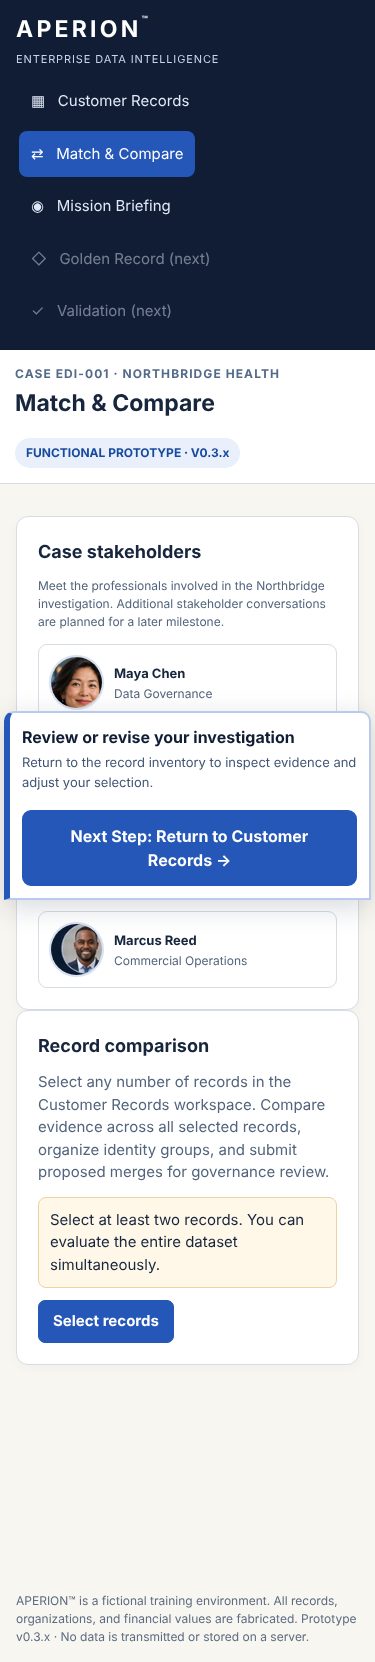 APERION™
ENTERPRISE DATA INTELLIGENCE
Customer Records
Match & Compare
Mission Briefing
Golden Record (next)
Validation (next)
CASE EDI-001 · NORTHBRIDGE HEALTH
Match & Compare
FUNCTIONAL PROTOTYPE · V0.3.x
Case stakeholders
Meet the professionals involved in the Northbridge
investigation. Additional stakeholder conversations
are planned for a later milestone.
Maya Chen
Data Governance
Review or revise your investigation
Return to the record inventory to inspect evidence and
adjust your selection.
Next Step: Return to Customer
Records →
Marcus Reed
Commercial Operations
Record comparison
Select any number of records in the
Customer Records workspace. Compare
evidence across all selected records,
organize identity groups, and submit
proposed merges for governance review.
Select at least two records. You can
evaluate the entire dataset
simultaneously.
Select records
APERION™ is a fictional training environment. All records,
organizations, and financial values are fabricated. Prototype
v0.3.x · No data is transmitted or stored on a server.